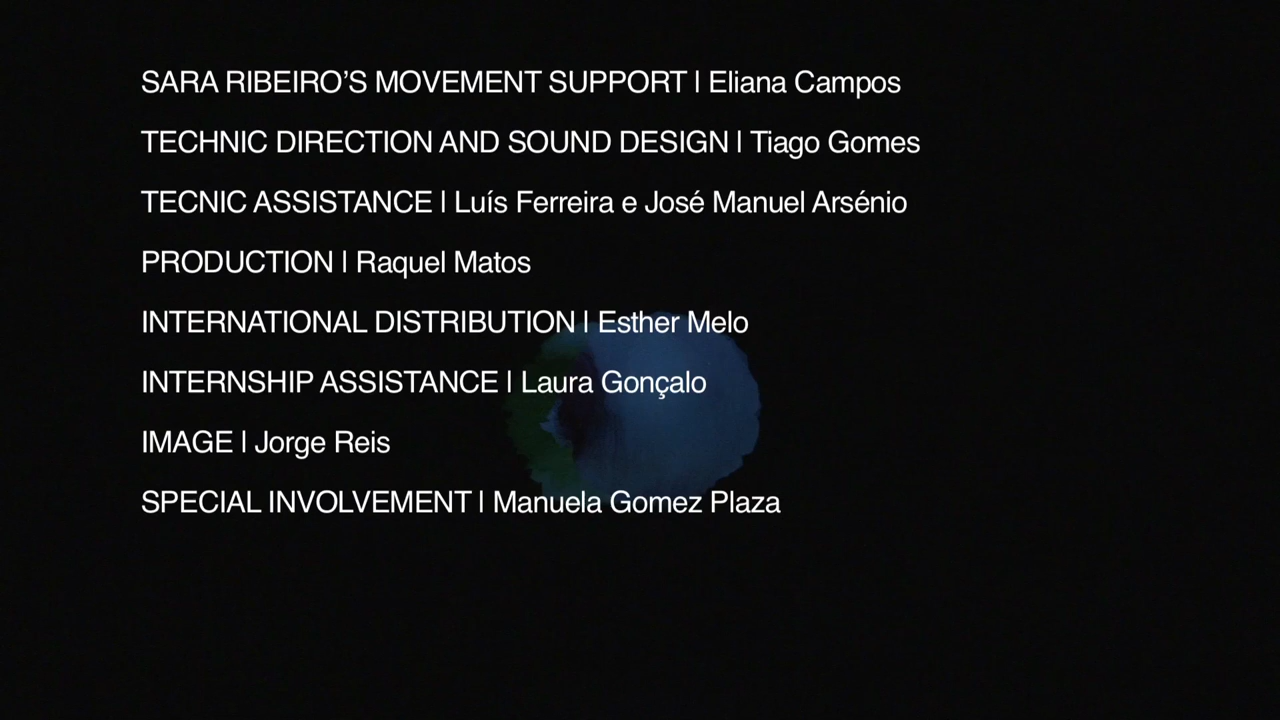 SARA RIBEIRO’S MOVEMENT SUPPORT | Eliana Campos
TECHNIC DIRECTION AND SOUND DESIGN | Tiago Gomes
TECNIC ASSISTANCE | Luís Ferreira e José Manuel Arsénio
PRODUCTION | Raquel Matos
INTERNATIONAL DISTRIBUTION | Esther Melo
INTERNSHIP ASSISTANCE | Laura Gonçalo
IMAGE | Jorge Reis
SPECIAL INVOLVEMENT | Manuela Gomez Plaza